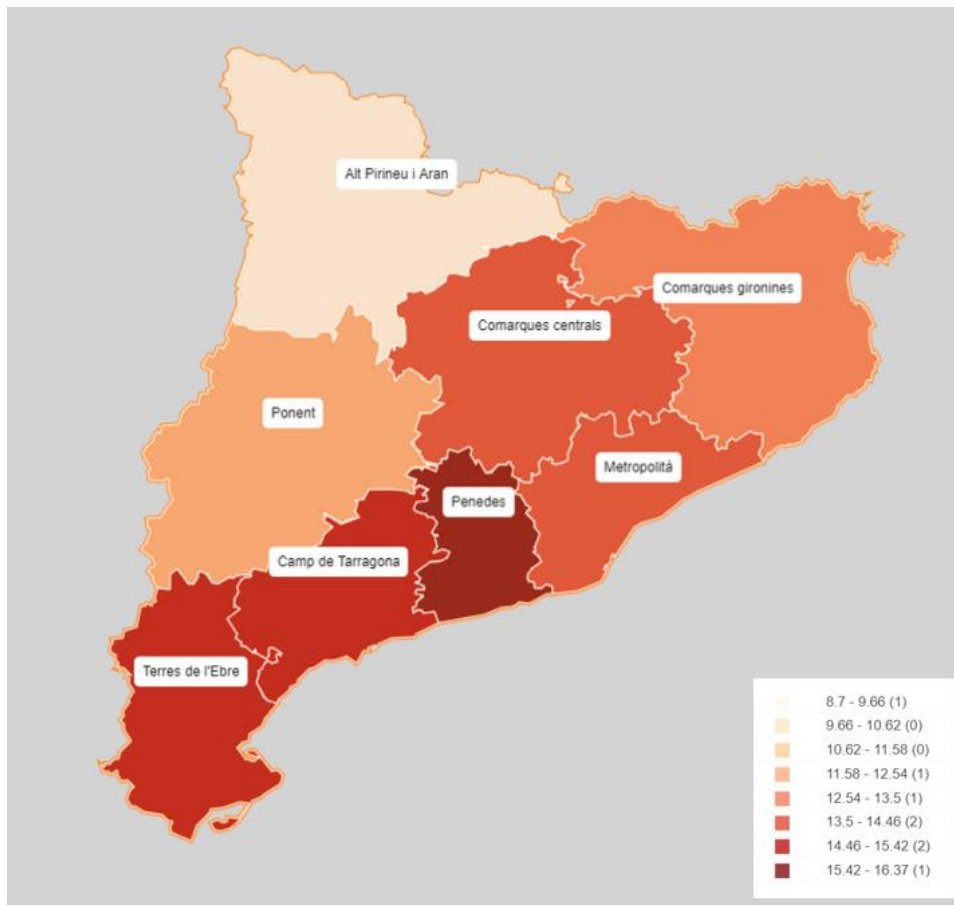 Alt Pirineu i Aran
Comarques gironines
Comarques centrals
Ponent
Metropolità
Penedes
Camp de Tarragona
Terres de l'Ebre
8.7 - 9.66 (1)
9.66 - 10.62 (0)
10.62 - 11.58 (0)
11.58 - 12.54 (1)
12.54 - 13.5 (1)
13.5 - 14.46 (2)
14.46 - 15.42 (2)
15.42 - 16.37 (1)